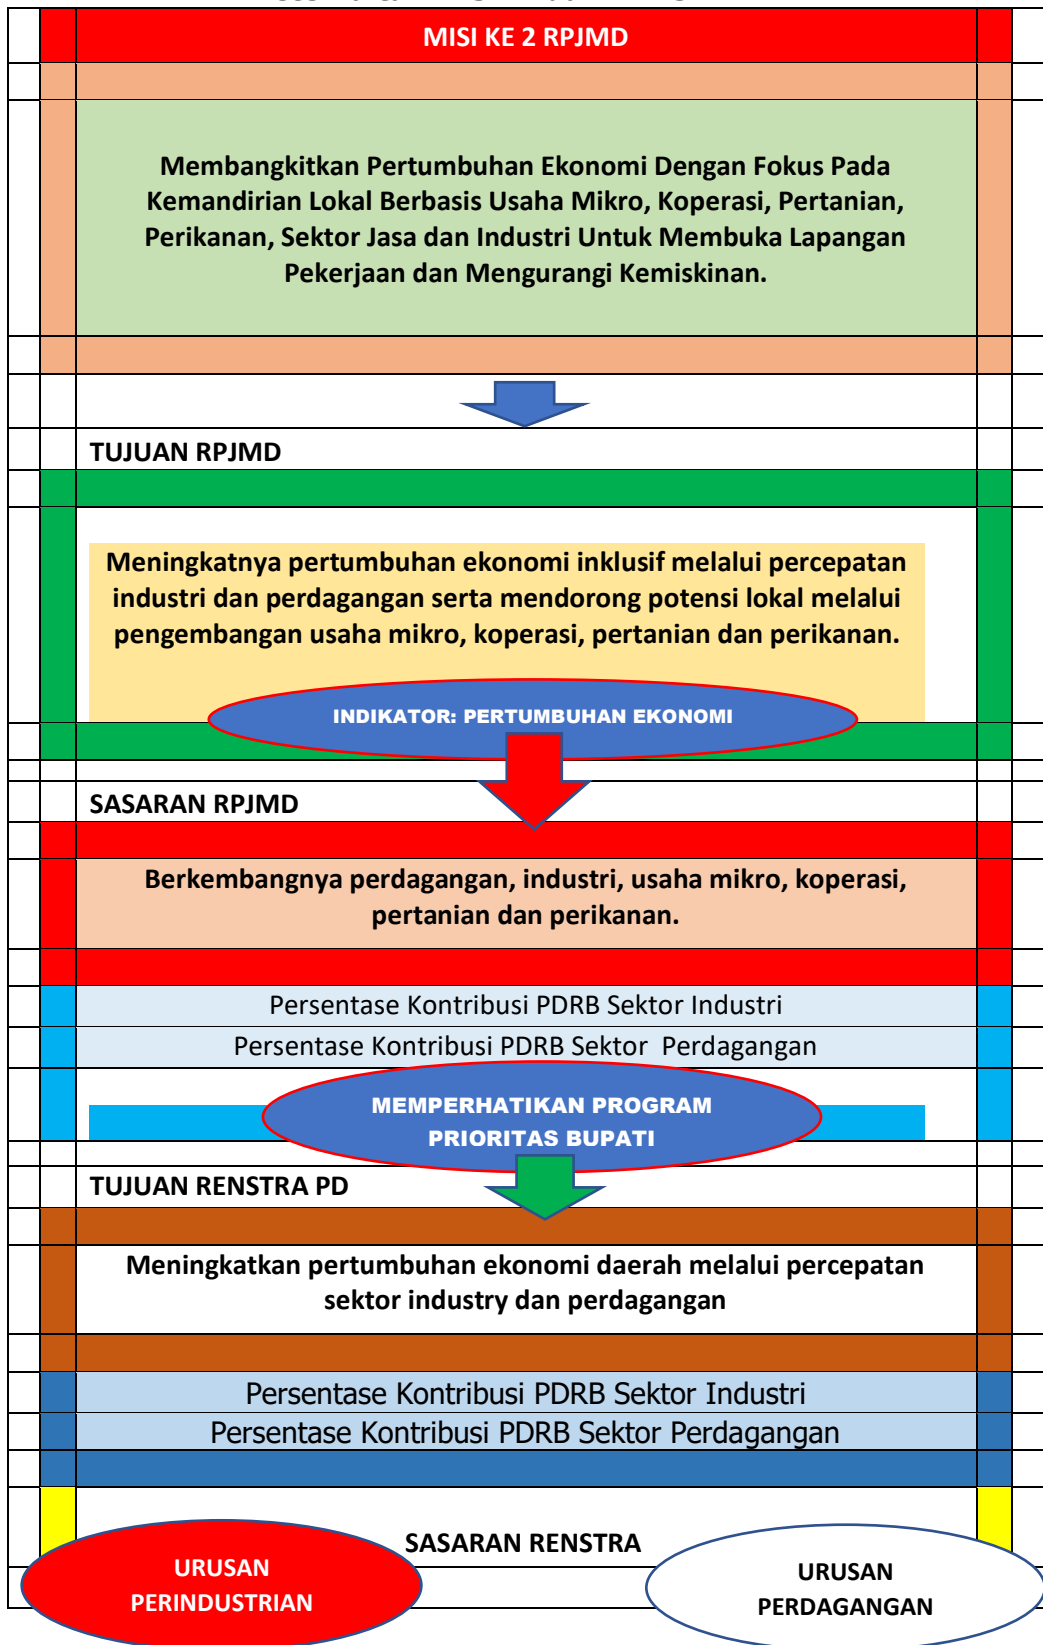 MISI KE 2 RPJMD
Membangkitkan Pertumbuhan Ekonomi Dengan Fokus Pada
Kemandirian Lokal Berbasis Usaha Mikro, Koperasi, Pertanian,
Perikanan, Sektor Jasa dan Industri Untuk Membuka Lapangan
Pekerjaan dan Mengurangi Kemiskinan.
TUJUAN RPJMD
Meningkatnya pertumbuhan ekonomi inklusif melalui percepatan
industri dan perdagangan serta mendorong potensi lokal melalui
pengembangan usaha mikro, koperasi, pertanian dan perikanan.
INDIKATOR: PERTUMBUHAN EKONOMI
SASARAN RPJMD
Berkembangnya perdagangan, industri, usaha mikro, koperasi,
pertanian dan perikanan.
Persentase Kontribusi PDRB Sektor Industri
Persentase Kontribusi PDRB Sektor Perdagangan
MEMPERHATIKAN PROGRAM
PRIORITAS BUPATI
TUJUAN RENSTRA PD
Meningkatkan pertumbuhan ekonomi daerah melalui percepatan
sektor industry dan perdagangan
Persentase Kontribusi PDRB Sektor Industri
Persentase Kontribusi PDRB Sektor Perdagangan
SASARAN RENSTRA
URUSAN
PERINDUSTRIAN
URUSAN
PERDAGANGAN